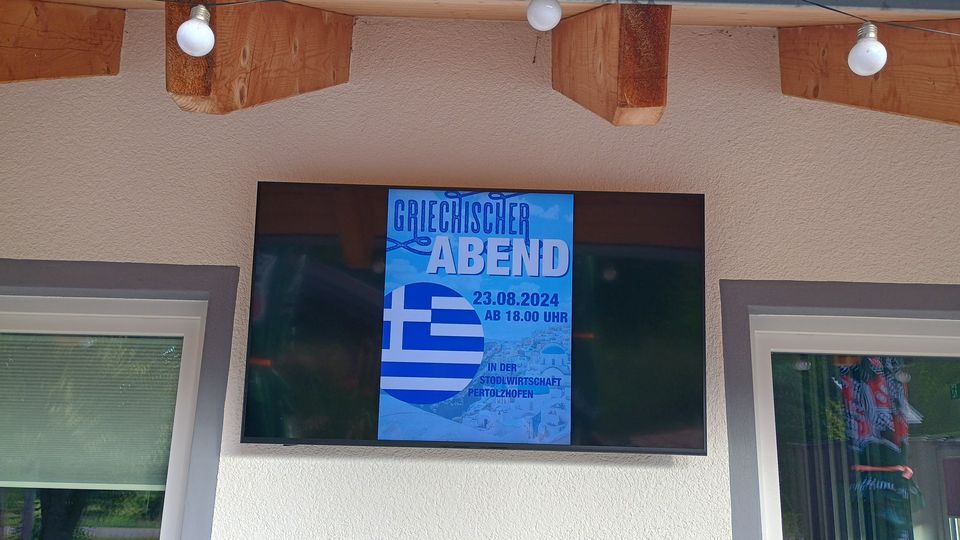 GRIECHISCHER
ABEND
23.08.2024
AB 18.00 UHR
IN DER
STODLWIRTSCHAFT
PERTOLZHOFEN